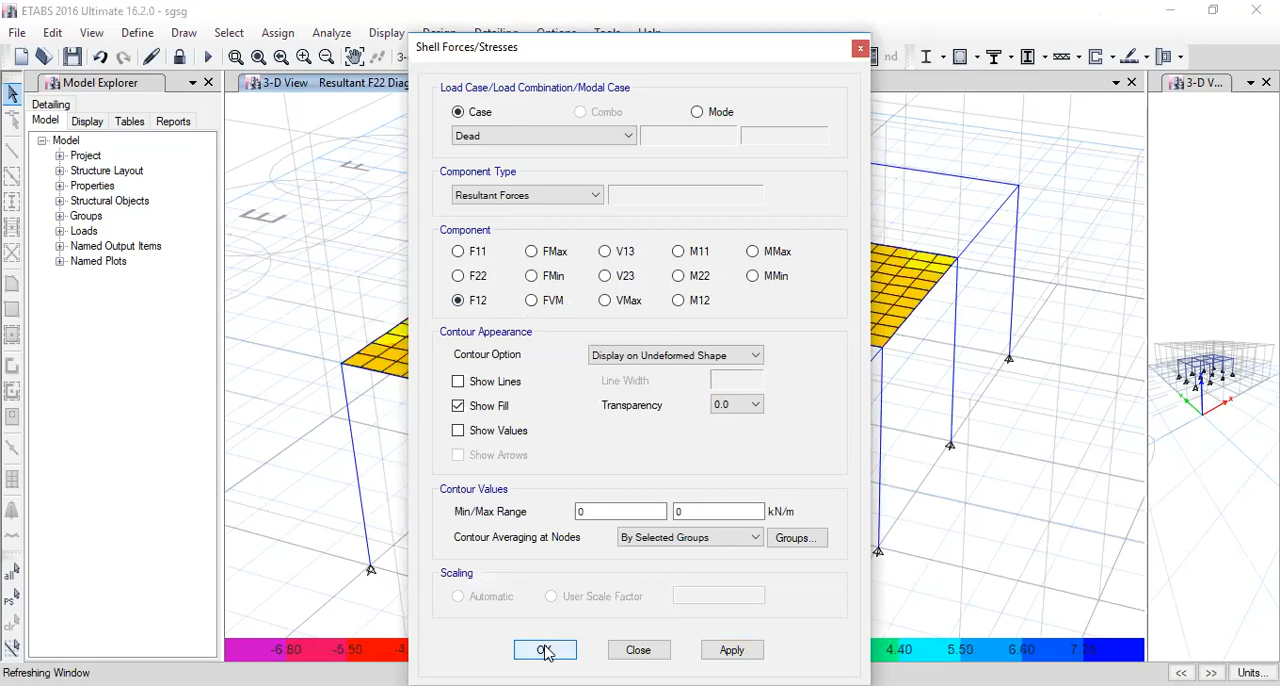 ETABS 2016 Ultimate 16.2.0 - sgsg
File Edit View Define Draw Select Assign Analyze Display
nd
Model Explorer
3-D View Resultant F22 Diag
3-D V...
Detailing
Model Display Tables Reports
Model
Project
Structure Layout
Properties
Structural Objects
Groups
Loads
Named Output Items
Named Plots
Shell Forces/Stresses
Load Case/Load Combination/Modal Case
Case Combo Mode
Dead
Component Type
Resultant Forces
Component
F11 FMax V13 M11 MMax
F22 FMin V23 M22 MMin
F12 FVM VMax M12
Contour Appearance
Contour Option Display on Undeformed Shape
Show Lines Line Width
Show Fill Transparency 0.0
Show Values
Show Arrows
Contour Values
Min/Max Range 0 0 kN/m
Contour Averaging at Nodes By Selected Groups Groups...
Scaling
Automatic User Scale Factor
Close Apply
E F
X
all
PS
-6.80 -5.50 4.40 5.50 6.40
Refreshing Window
<< >> Units...